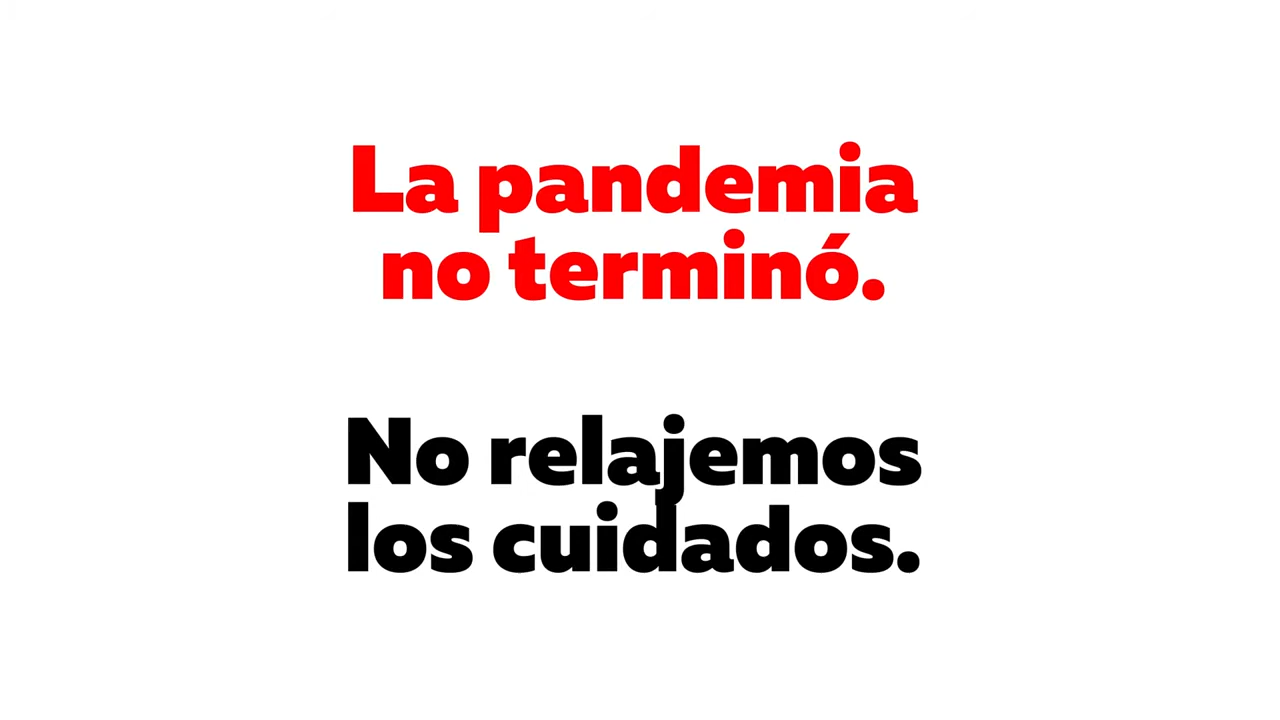 La pandemia
no terminó.
No relajemos
los cuidados.